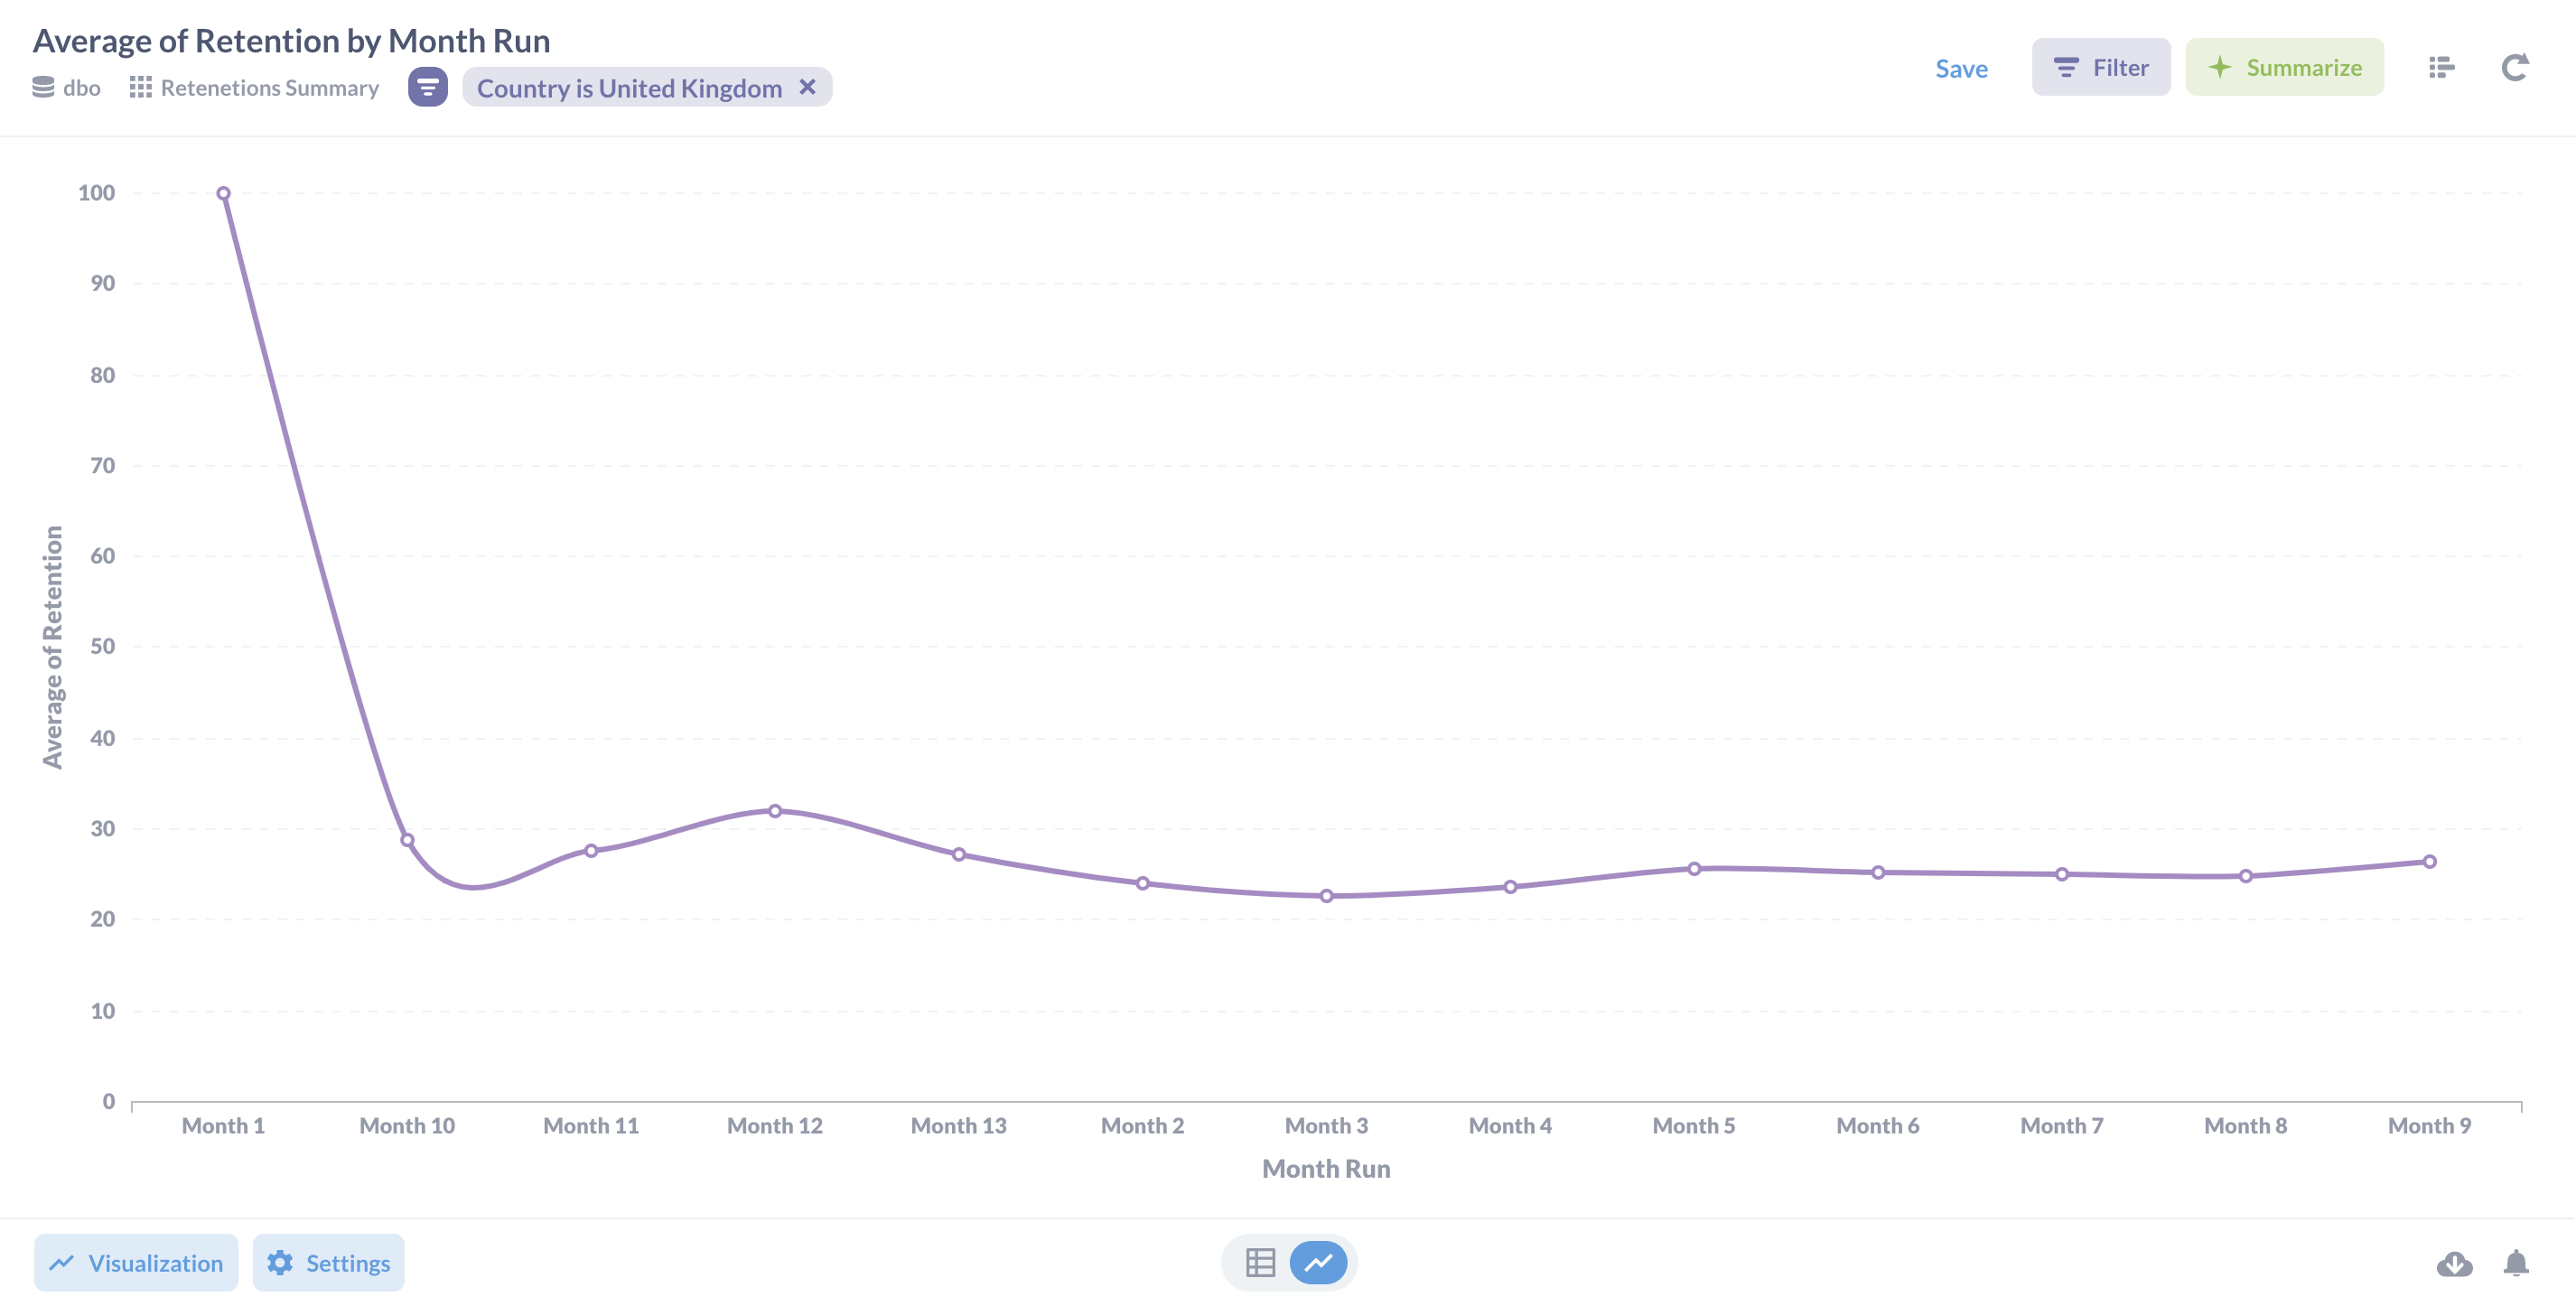 Average of Retention by Month Run
dbo Retenetions Summary Country is United Kingdom
Save Filter Summarize
100
90
80
70
60
50
40
30
20
10
0
Average of Retention
Month 1 Month 10 Month 11 Month 12 Month 13 Month 2 Month 3 Month 4 Month 5 Month 6 Month 7 Month 8 Month 9
Month Run
Visualization Settings